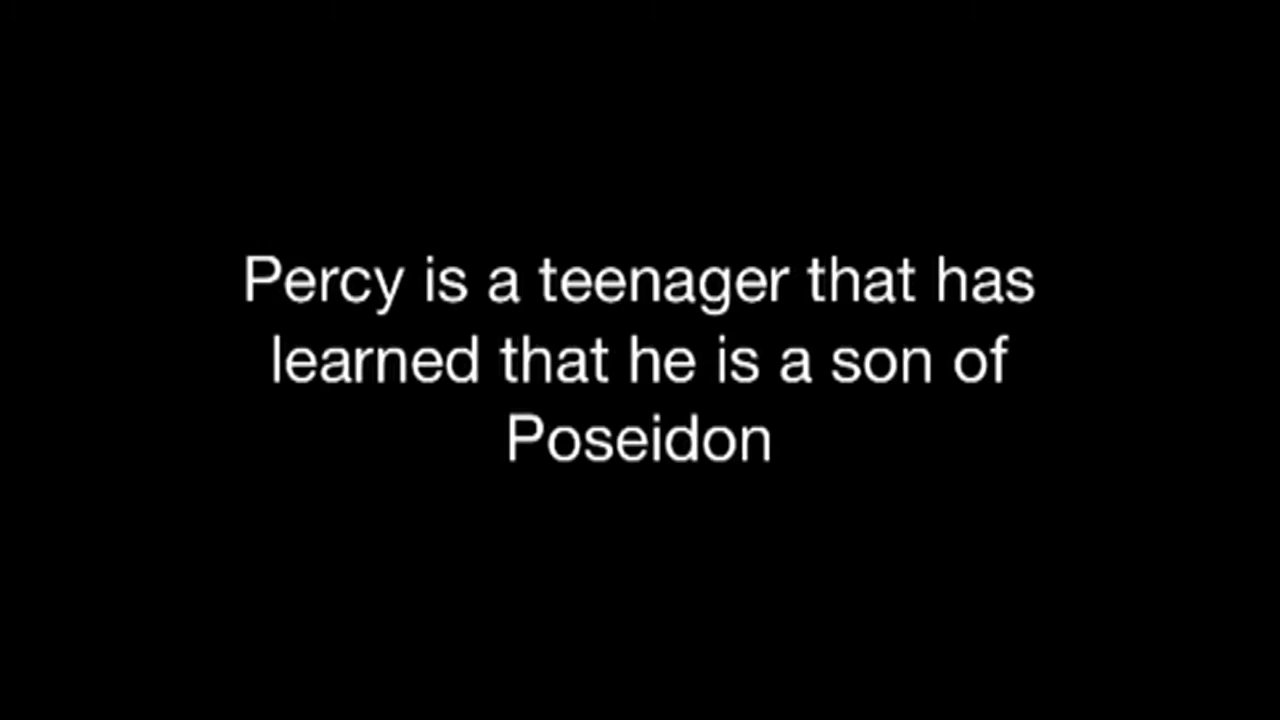 Percy is a teenager that has
learned that he is a son of
Poseidon